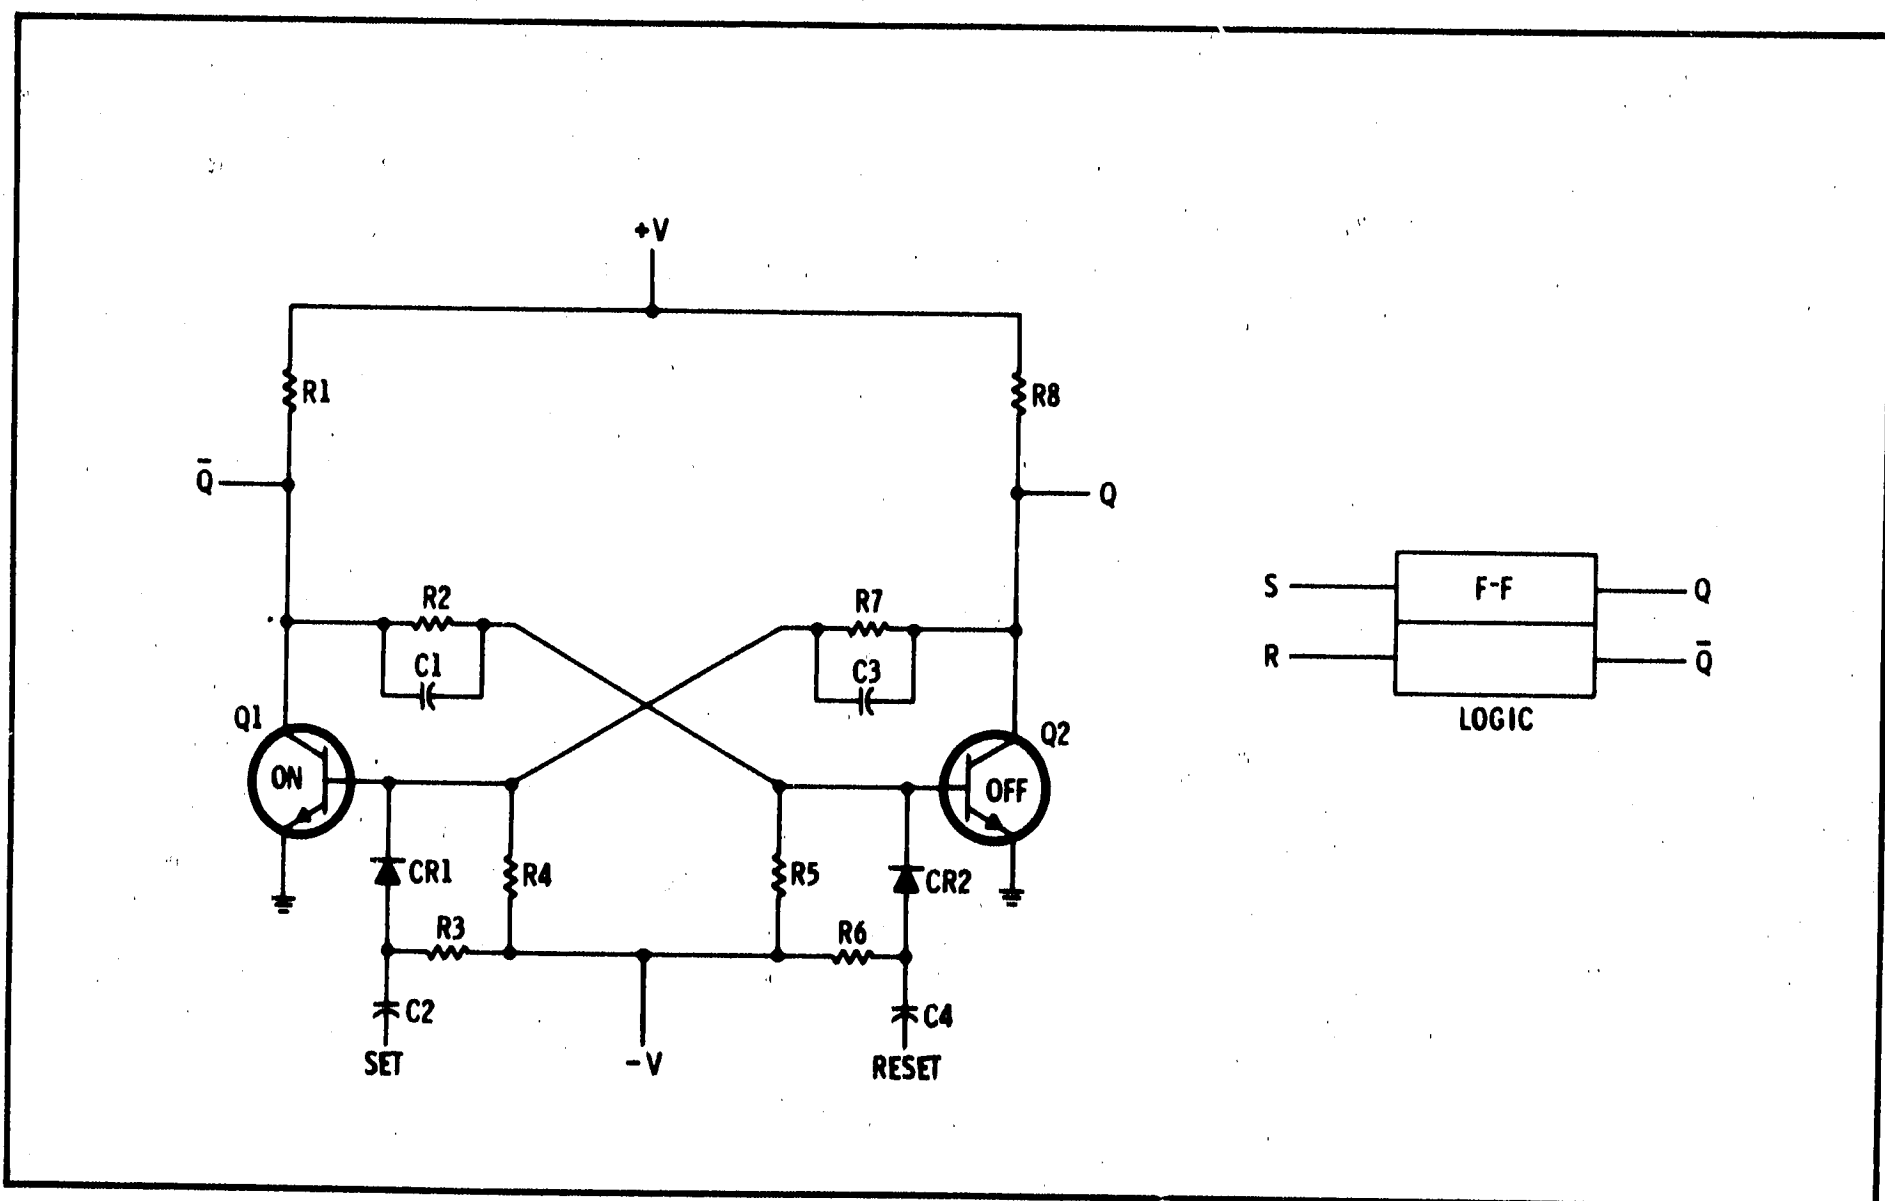 +V
R1
R8
Q̄
Q
R2
R7
C1
C3
Q1
Q2
ON
OFF
CR1
R4
R5
CR2
R3
R6
C2
C4
SET
-V
RESET
S
F-F
Q
R
Q̄
LOGIC